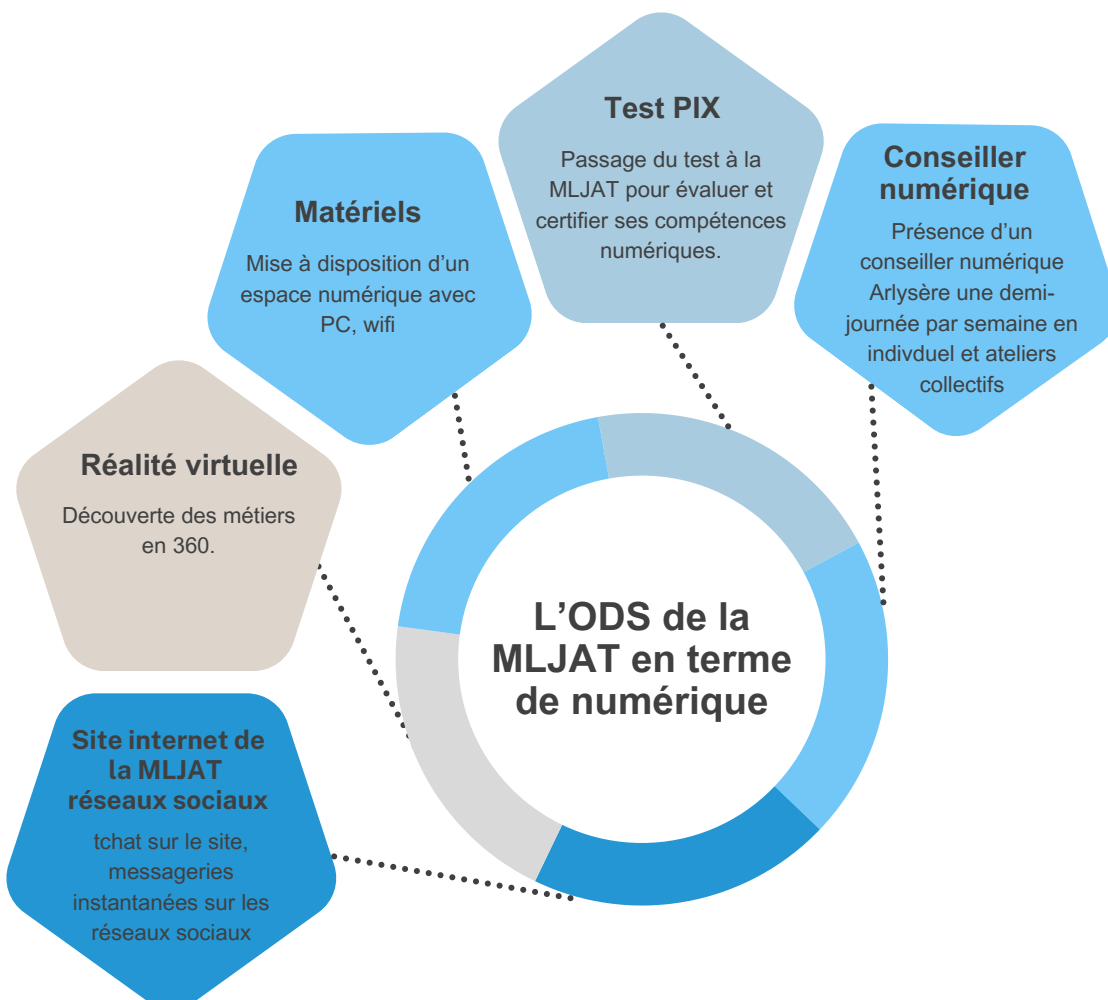 Test PIX
Passage du test à la
MLJAT pour évaluer et
certifier ses compétences
numériques.
Conseiller
numérique
Présence d’un
conseiller numérique
Arlysère une demi-
journée par semaine en
indivduel et ateliers
collectifs
Matériels
Mise à disposition d’un
espace numérique avec
PC, wifi
Réalité virtuelle
Découverte des métiers
en 360.
L’ODS de la
MLJAT en terme
de numérique
Site internet de
la MLJAT
réseaux sociaux
tchat sur le site,
messageries
instantanées sur les
réseaux sociaux